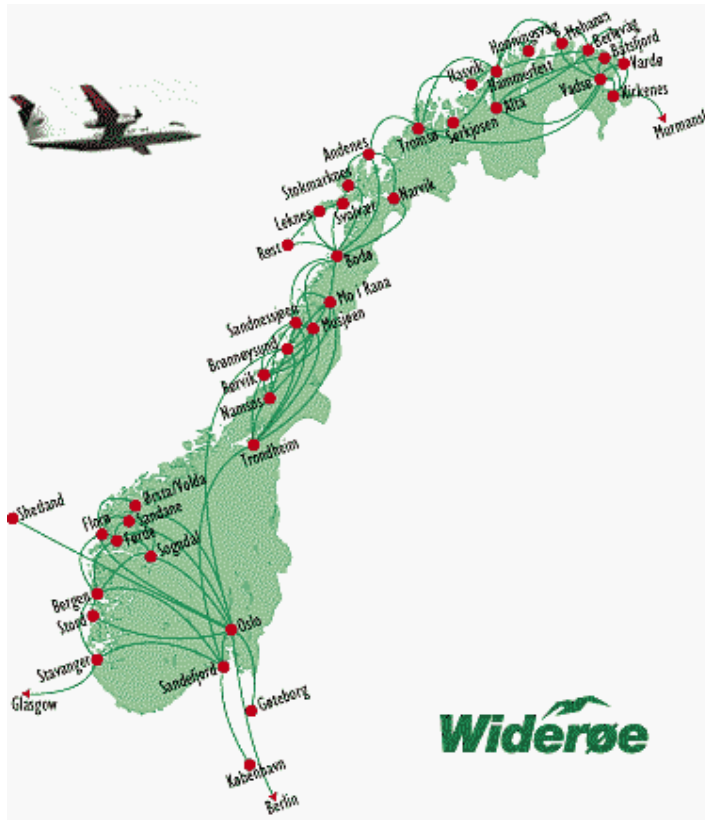 Honningsvåg
Mehamn
Berlevåg
Båtsfjord
Vardø
Hasvik
Hammerfest
Vadsø
Kirkenes
Alta
Murmansk
Tromsø
Sørkjosen
Andenes
Stokmarknes
Narvik
Svolvær
Leknes
Røst
Bodø
Mo i Rana
Sandnessjøen
Mosjøen
Brønnøysund
Rørvik
Namsos
Trondheim
Ørsta/Volda
Shetland
Sandane
Florø
Førde
Sogndal
Bergen
Stord
Oslo
Stavanger
Sandefjord
Glasgow
Gøteborg
Widerøe
København
Berlin